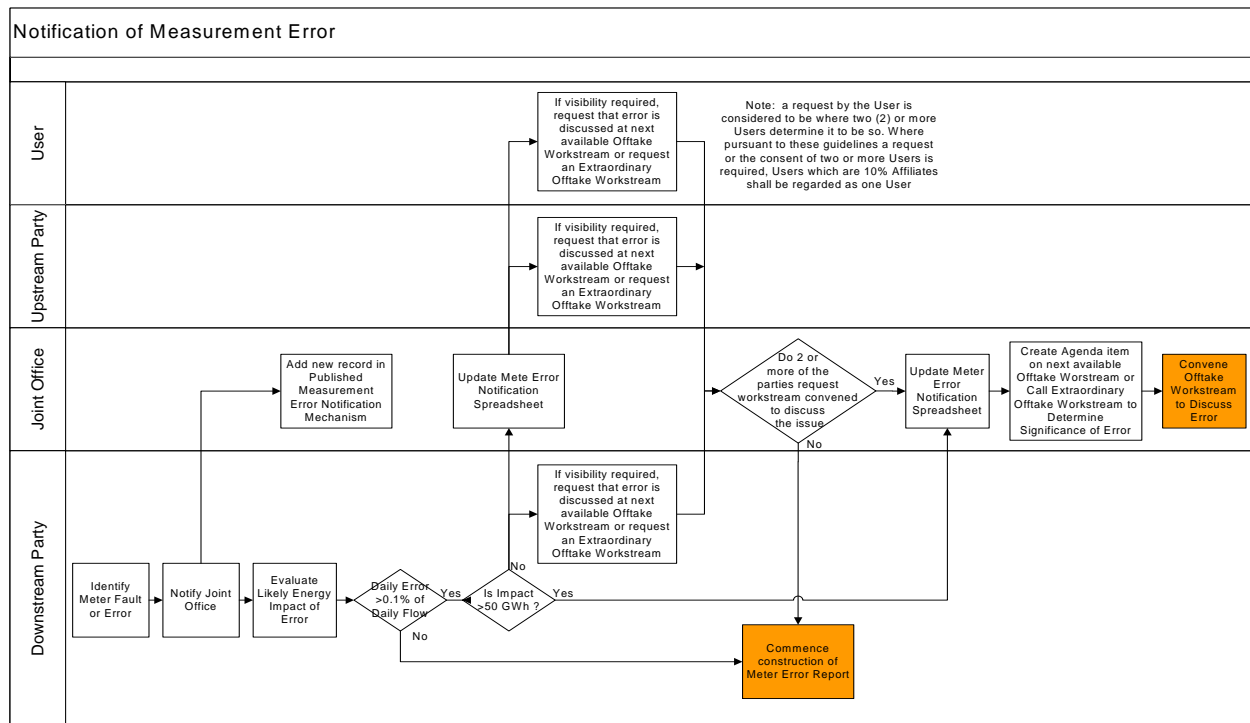 Notification of Measurement Error
User
If visibility required,
request that error is
discussed at next
available Offtake
Workstream or request
an Extraordinary
Offtake Workstream
Note: a request by the User is
considered to be where two (2) or more
Users determine it to be so. Where
pursuant to these guidelines a request
or the consent of two or more Users is
required, Users which are 10% Affiliates
shall be regarded as one User
Upstream Party
If visibility required,
request that error is
discussed at next
available Offtake
Workstream or request
an Extraordinary
Offtake Workstream
Joint Office
Add new record in
Published
Measurement
Error Notification
Mechanism
Update Mete Error
Notification
Spreadsheet
Do 2 or
more of the
parties request
workstream convened
to discuss
the issue
Yes
No
Update Meter
Error
Notification
Spreadsheet
Create Agenda item
on next available
Offtake Worstream or
Call Extraordinary
Offtake Workstream to
Determine
Significance of Error
Convene
Offtake
Workstream
to Discuss
Error
Downstream Party
If visibility required,
request that error is
discussed at next
available Offtake
Workstream or request
an Extraordinary
Offtake Workstream
Identify
Meter Fault
or Error
Notify Joint
Office
Evaluate
Likely Energy
Impact of
Error
Daily Error
>0.1% of
Daily Flow
Yes
No
Is Impact
>50 GWh ?
No
Yes
Commence
construction of
Meter Error Report